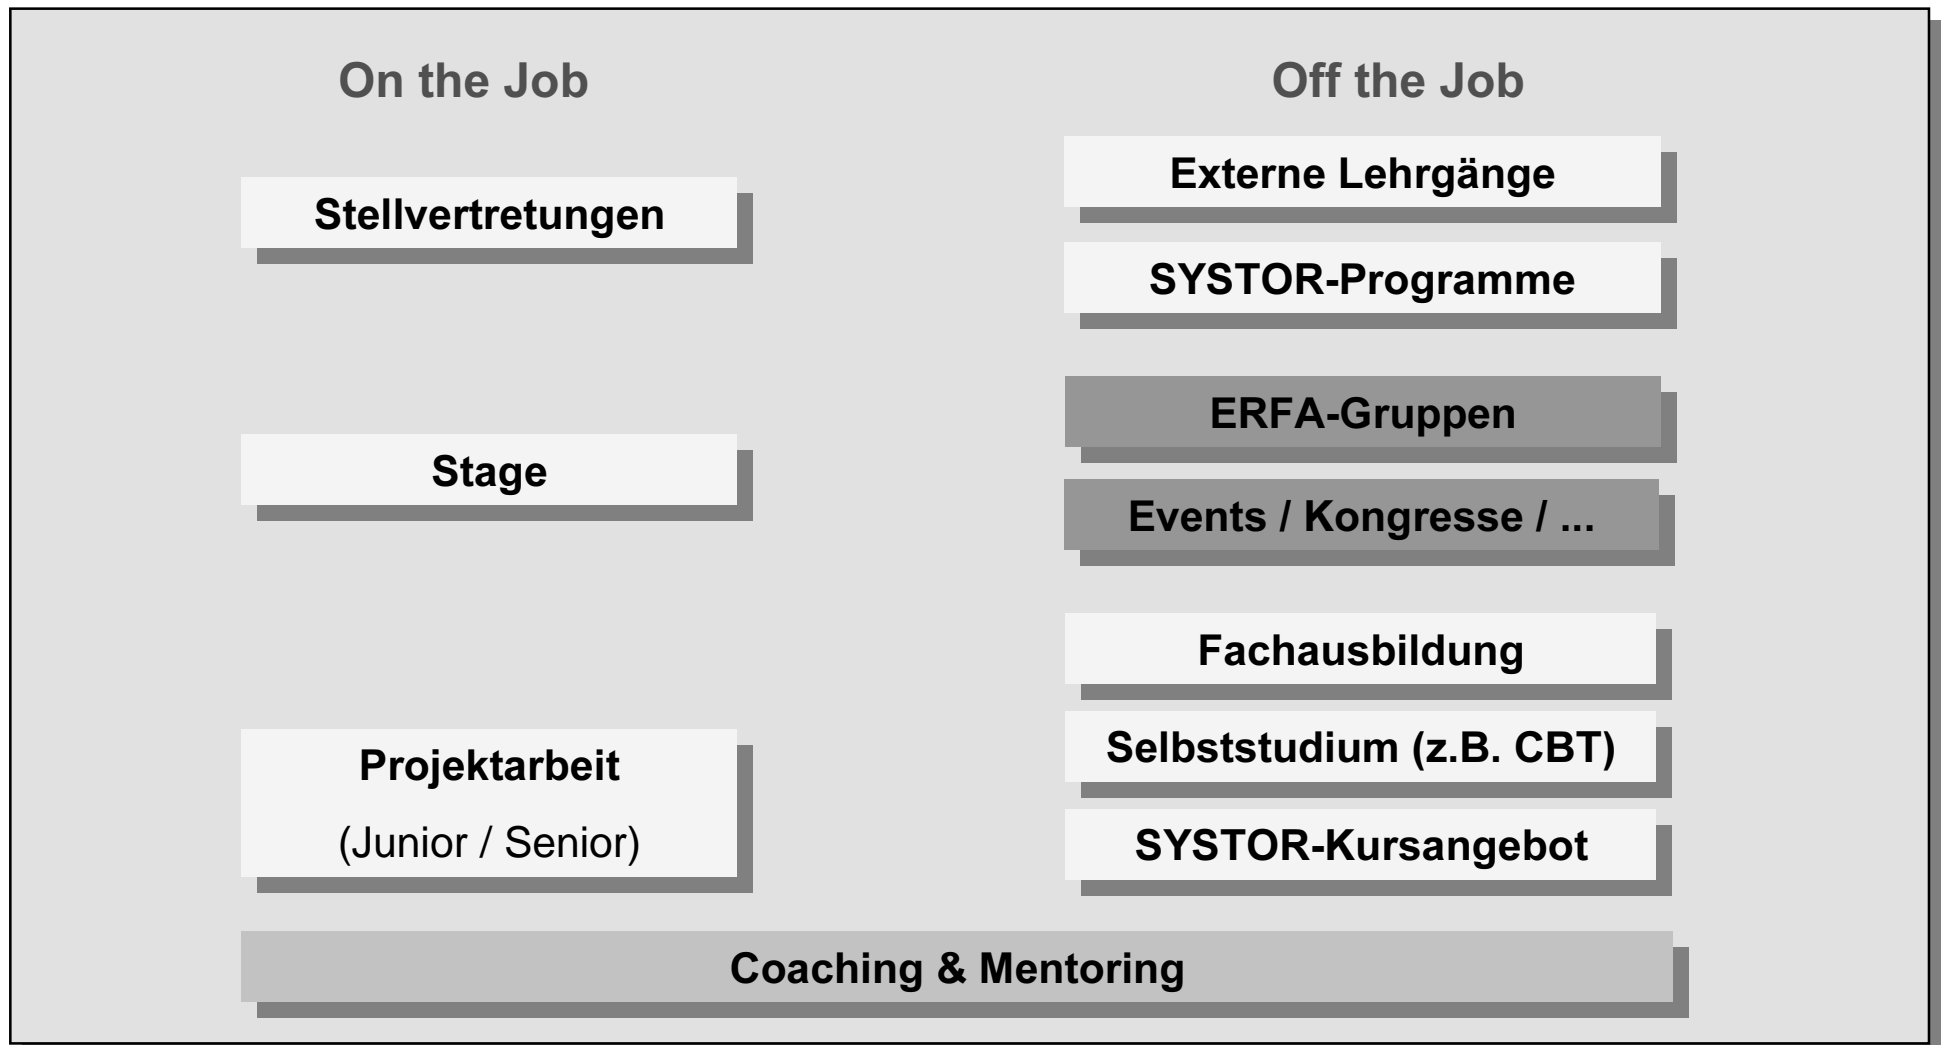 On the Job
Stellvertretungen
Stage
Projektarbeit
(Junior / Senior)
Off the Job
Externe Lehrgänge
SYSTOR-Programme
ERFA-Gruppen
Events / Kongresse / ...
Fachausbildung
Selbststudium (z.B. CBT)
SYSTOR-Kursangebot
Coaching & Mentoring